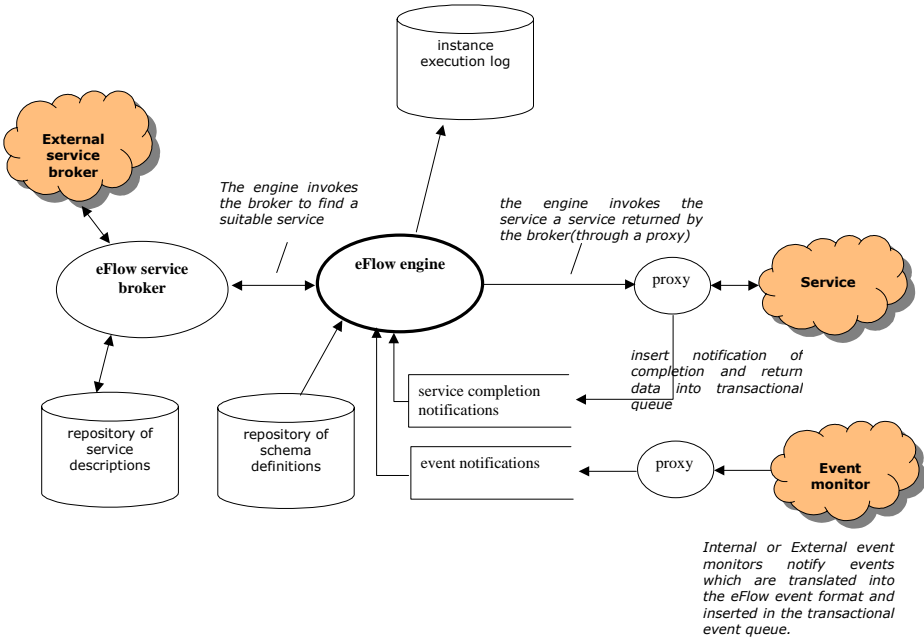 instance
execution log
External
service
broker
The engine invokes
the broker to find a
suitable service
the engine invokes the
service a service returned by
the broker(through a proxy)
eFlow service
broker
eFlow engine
proxy
Service
insert notification of
completion and return
data into transactional
queue
service completion
notifications
repository of
service
descriptions
repository of
schema
definitions
event notifications
proxy
Event
monitor
Internal or External event
monitors notify events
which are translated into
the eFlow event format and
inserted in the transactional
event queue.